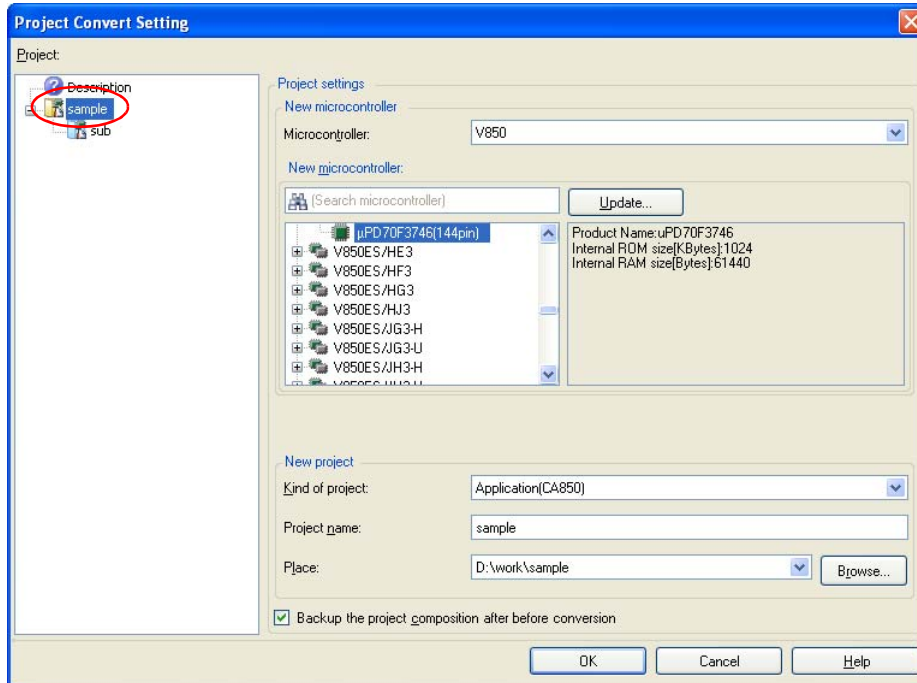 Project Convert Setting
Project:
Description
sample
sub
Project settings
New microcontroller
Microcontroller:
V850
New microcontroller:
(Search microcontroller)
Update...
µPD70F3746(144pin)
V850ES/HE3
V850ES/HF3
V850ES/HG3
V850ES/HJ3
V850ES/JG3-H
V850ES/JG3-U
V850ES/JH3-H
Product Name:uPD70F3746
Internal ROM size[KBytes]:1024
Internal RAM size[Bytes]:61440
New project
Kind of project:
Application(CA850)
Project name:
sample
Place:
D:\work\sample
Browse...
Backup the project composition after before conversion
OK
Cancel
Help